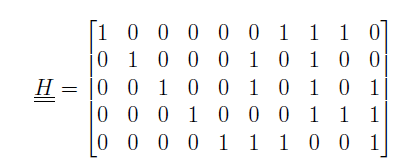 1 0 0 0 0 0 1 1 1 0
0 1 0 0 0 1 0 1 0 0
H = 0 0 1 0 0 1 0 1 0 1
0 0 0 1 0 0 0 1 1 1
0 0 0 0 1 1 1 0 0 1